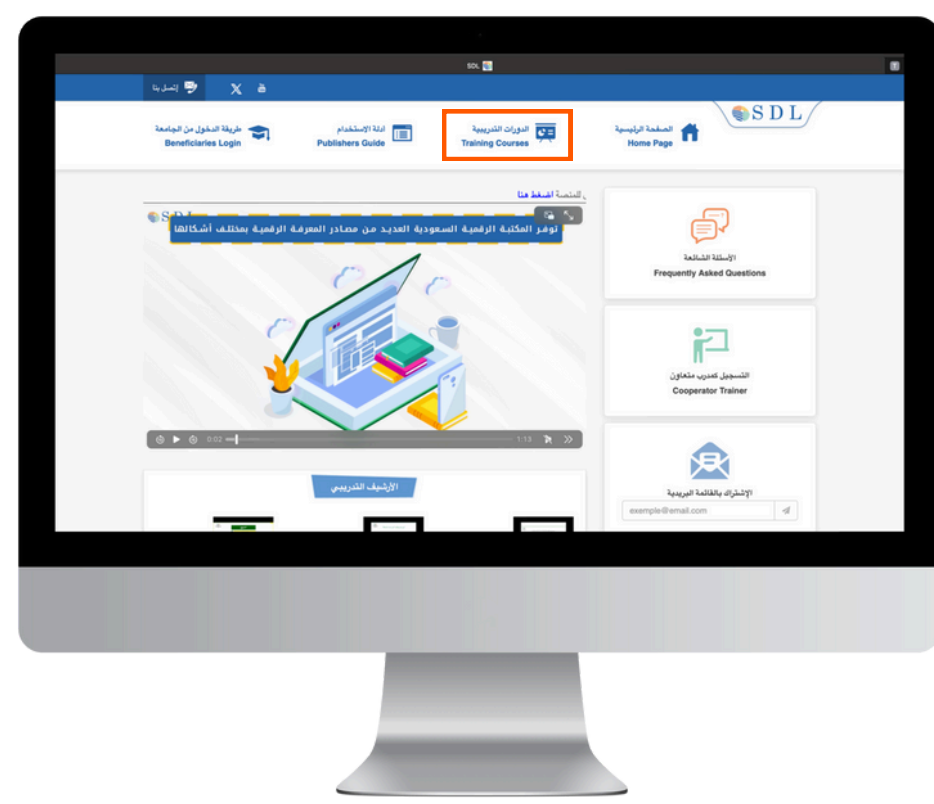 SDL
إتصل بنا
SDL
الصفحة الرئيسية
Home Page
الدورات التدريبية
Training Courses
ادلة الإستخدام
Publishers Guide
طريقة الدخول من الجامعة
Beneficiaries Login
للمنصة اضغط هنا
توفر المكتبة الرقمية السعودية العديد من مصادر المعرفة الرقمية بمختلف أشكالها
0:02
1:13
الأسئلة الشائعة
Frequently Asked Questions
التسجيل كمدرب متعاون
Cooperator Trainer
الإشتراك بالقائمة البريدية
example@email.com
الأرشيف التدريبي